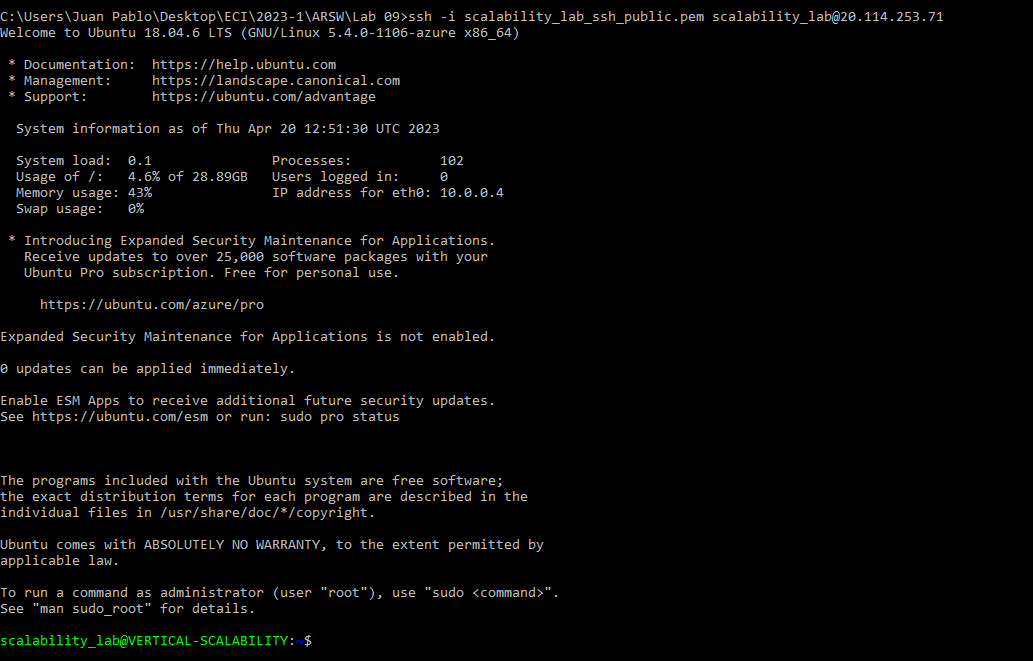 C:\Users\Juan Pablo\Desktop\ECI\2023-1\ARSW\Lab 09>ssh -i scalability_lab_ssh_public.pem scalability_lab@20.114.253.71
Welcome to Ubuntu 18.04.6 LTS (GNU/Linux 5.4.0-1106-azure x86_64)

 * Documentation:  https://help.ubuntu.com
 * Management:     https://landscape.canonical.com
 * Support:        https://ubuntu.com/advantage

  System information as of Thu Apr 20 12:51:30 UTC 2023

  System load:  0.1               Processes:           102
  Usage of /:   4.6% of 28.89GB   Users logged in:     0
  Memory usage: 43%               IP address for eth0: 10.0.0.4
  Swap usage:   0%

 * Introducing Expanded Security Maintenance for Applications.
   Receive updates to over 25,000 software packages with your
   Ubuntu Pro subscription. Free for personal use.

     https://ubuntu.com/azure/pro

Expanded Security Maintenance for Applications is not enabled.

0 updates can be applied immediately.

Enable ESM Apps to receive additional future security updates.
See https://ubuntu.com/esm or run: sudo pro status

The programs included with the Ubuntu system are free software;
the exact distribution terms for each program are described in the
individual files in /usr/share/doc/*/copyright.

Ubuntu comes with ABSOLUTELY NO WARRANTY, to the extent permitted by
applicable law.

To run a command as administrator (user "root"), use "sudo <command>".
See "man sudo_root" for details.

scalability_lab@VERTICAL-SCALABILITY:~$